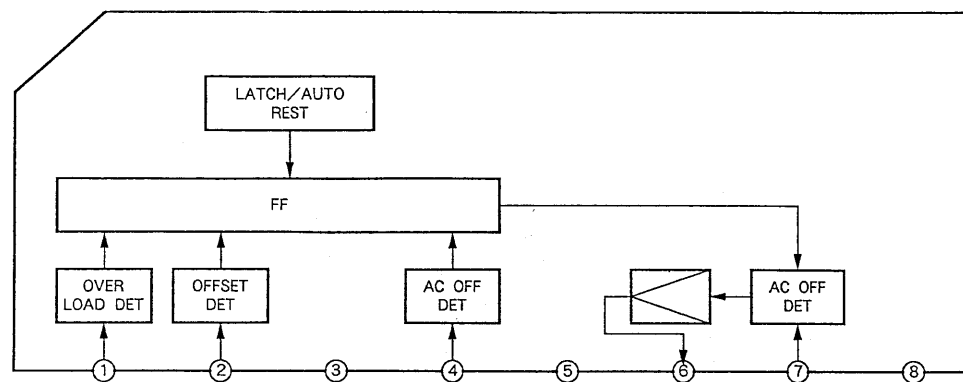 LATCH/AUTO
REST
FF
OVER
LOAD DET
OFFSET
DET
AC OFF
DET
AC OFF
DET
1 2 3 4 5 6 7 8